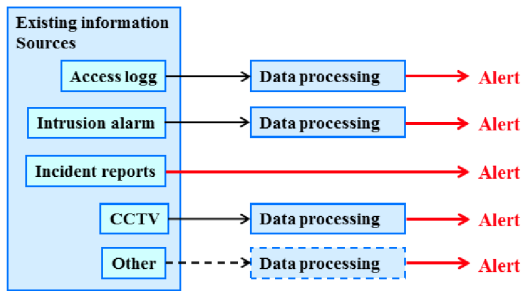 Existing information
Sources
Access logg
Data processing
Alert
Intrusion alarm
Data processing
Alert
Incident reports
Alert
CCTV
Data processing
Alert
Other
Data processing
Alert